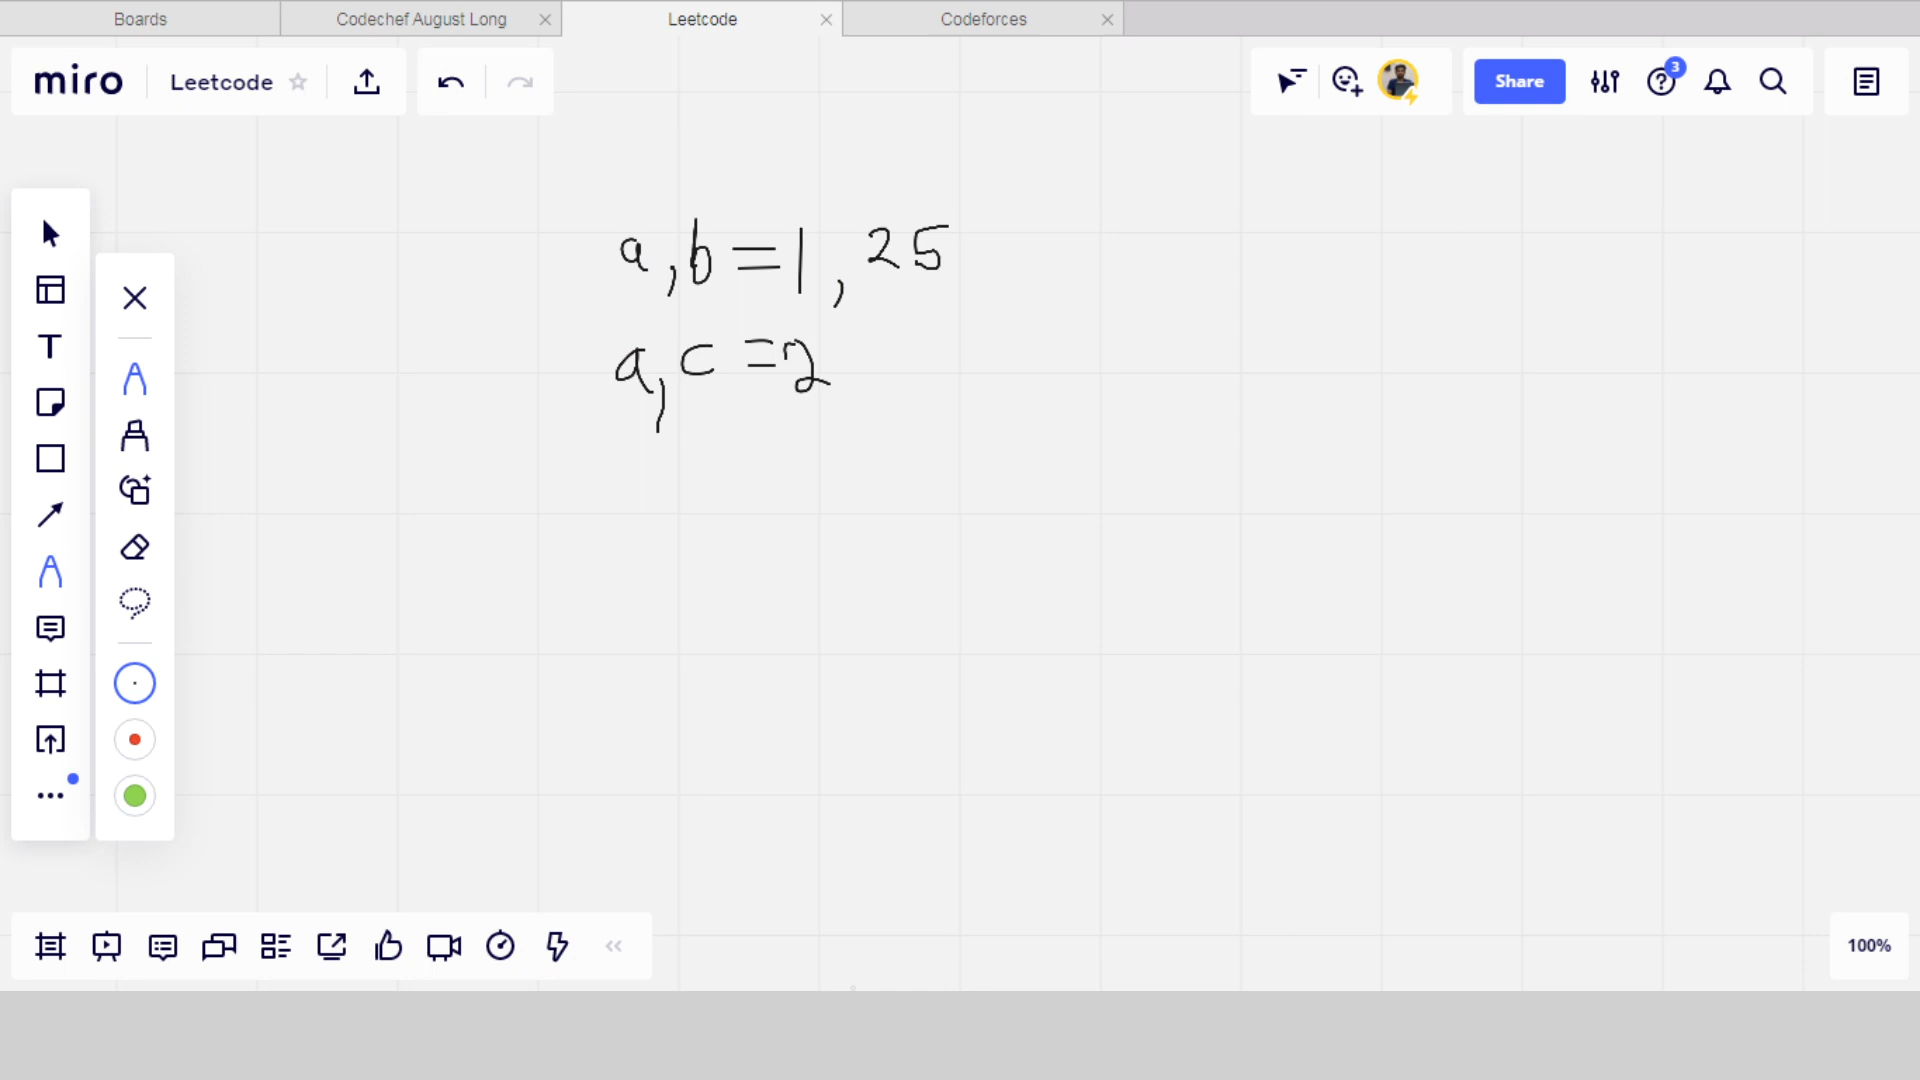 Boards Codechef August Long Leetcode Codeforces
miro Leetcode Share 3
a,b=1,25
T
a,c=2
100%